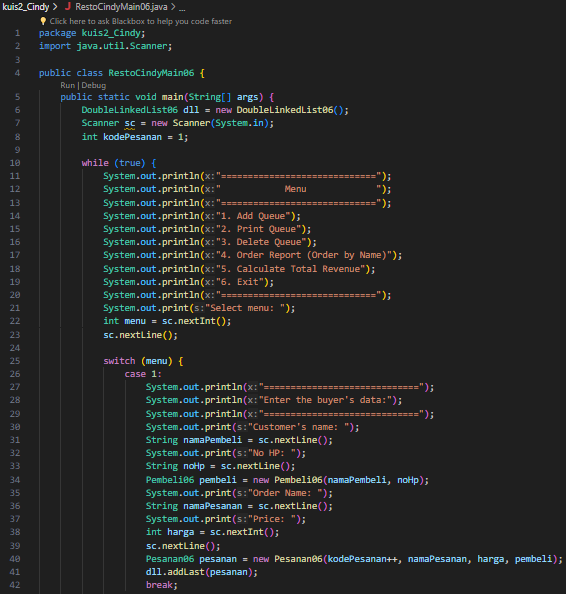 kuis2_Cindy > J RestoCindyMain06.java > ...
Click here to ask Blackbox to help you code faster
1 package kuis2_Cindy;
2 import java.util.Scanner;
3
4 public class RestoCindyMain06 {
Run | Debug
5 public static void main(String[] args) {
6 DoubleLinkedList06 dll = new DoubleLinkedList06();
7 Scanner sc = new Scanner(System.in);
8 int kodePesanan = 1;
9
10 while (true) {
11 System.out.println(x:"=============================");
12 System.out.println(x:"            Menu             ");
13 System.out.println(x:"=============================");
14 System.out.println(x:"1. Add Queue");
15 System.out.println(x:"2. Print Queue");
16 System.out.println(x:"3. Delete Queue");
17 System.out.println(x:"4. Order Report (Order by Name)");
18 System.out.println(x:"5. Calculate Total Revenue");
19 System.out.println(x:"6. Exit");
20 System.out.println(x:"=============================");
21 System.out.print(s:"Select menu: ");
22 int menu = sc.nextInt();
23 sc.nextLine();
24
25 switch (menu) {
26 case 1:
27 System.out.println(x:"=============================");
28 System.out.println(x:"Enter the buyer's data:");
29 System.out.println(x:"=============================");
30 System.out.print(s:"Customer's name: ");
31 String namaPembeli = sc.nextLine();
32 System.out.print(s:"No HP: ");
33 String noHp = sc.nextLine();
34 Pembeli06 pembeli = new Pembeli06(namaPembeli, noHp);
35 System.out.print(s:"Order Name: ");
36 String namaPesanan = sc.nextLine();
37 System.out.print(s:"Price: ");
38 int harga = sc.nextInt();
39 sc.nextLine();
40 Pesanan06 pesanan = new Pesanan06(kodePesanan++, namaPesanan, harga, pembeli);
41 dll.addLast(pesanan);
42 break;